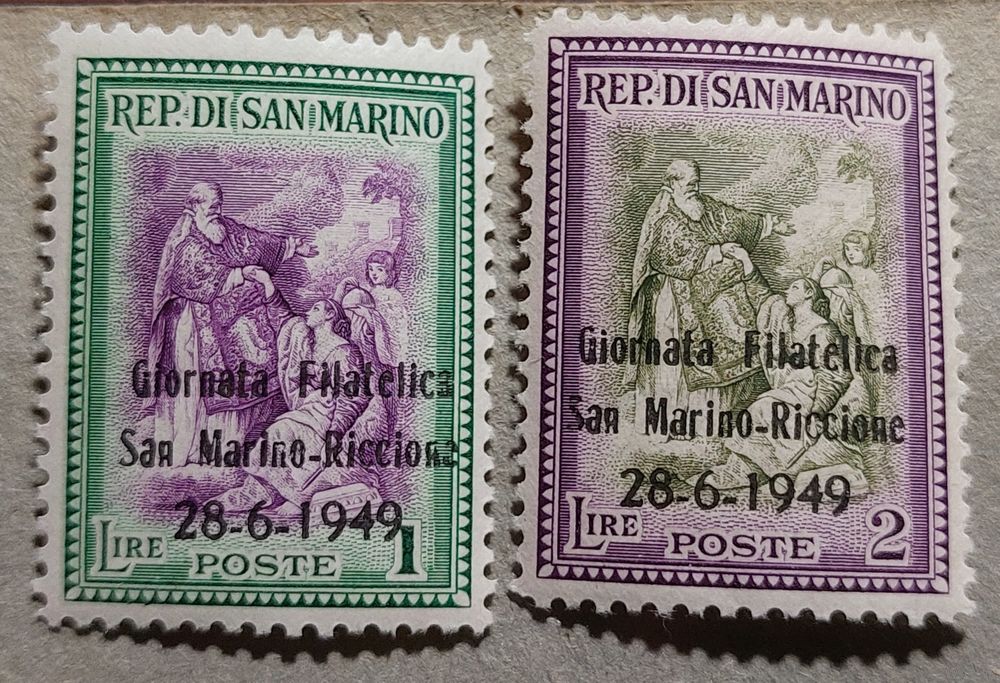 REP. DI SAN MARINO
Giornata Filatelica
San Marino-Riccione
28-6-1949
LIRE POSTE 1
REP. DI SAN MARINO
Giornata Filatelica
San Marino-Riccione
28-6-1949
LIRE POSTE 2